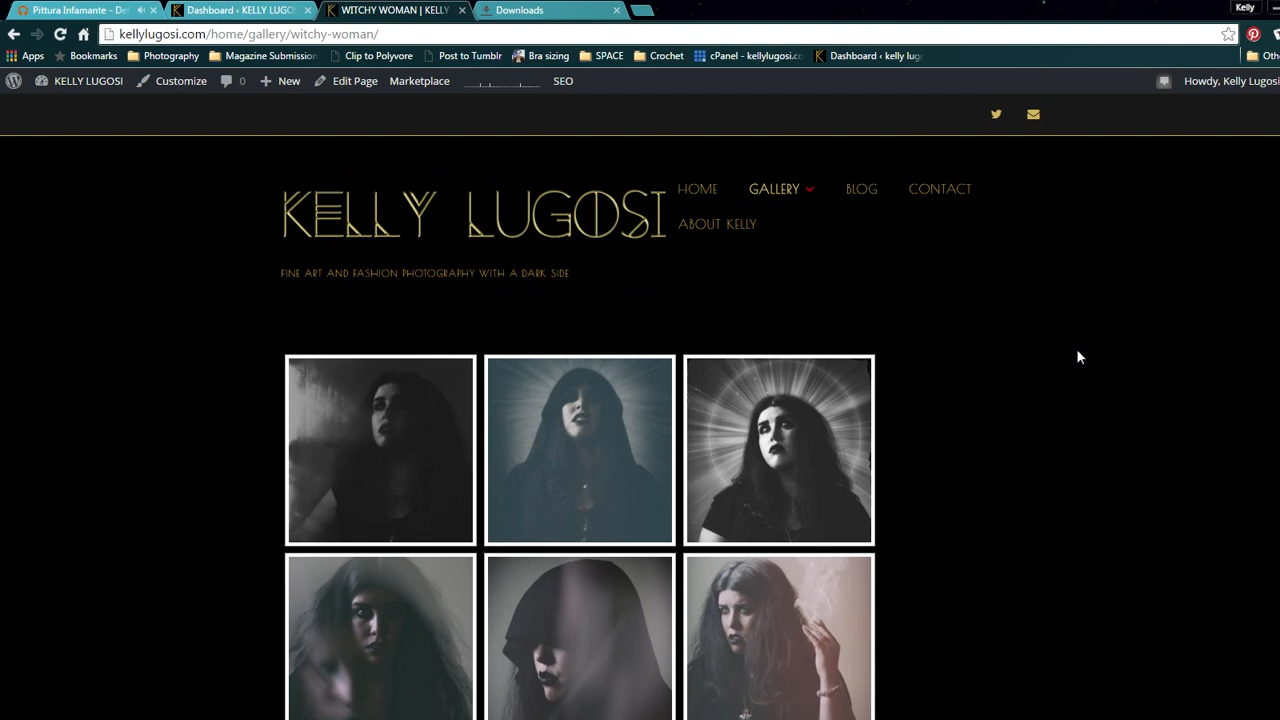 Pittura Infamante - De
Dashboard ‹ KELLY LUGOS
WITCHY WOMAN | KELLY
Downloads
Kelly
kellylugosi.com/home/gallery/witchy-woman/
Apps
Bookmarks
Photography
Magazine Submission
Clip to Polyvore
Post to Tumblr
Bra sizing
SPACE
Crochet
cPanel - kellylugosi.c
Dashboard ‹ kelly lug
Oth
KELLY LUGOSI
Customize
0
New
Edit Page
Marketplace
SEO
Howdy, Kelly Lugosi
KELLY LUGOSI
HOME
GALLERY
BLOG
CONTACT
ABOUT KELLY
FINE ART AND FASHION PHOTOGRAPHY WITH A DARK SIDE